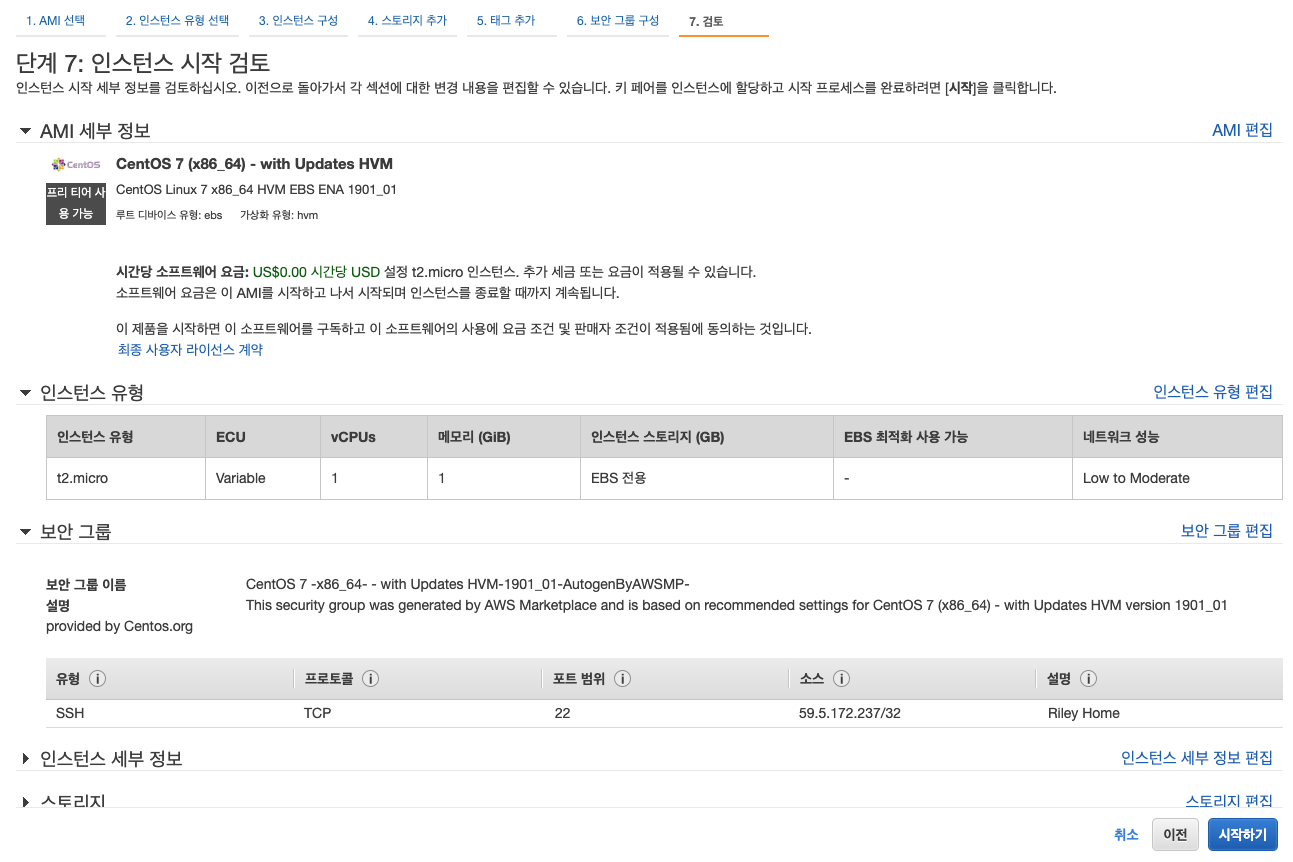 1. AMI 선택 2. 인스턴스 유형 선택 3. 인스턴스 구성 4. 스토리지 추가 5. 태그 추가 6. 보안 그룹 구성 7. 검토
단계 7: 인스턴스 시작 검토
인스턴스 시작 세부 정보를 검토하십시오. 이전으로 돌아가서 각 섹션에 대한 변경 내용을 편집할 수 있습니다. 키 페어를 인스턴스에 할당하고 시작 프로세스를 완료하려면 [시작]을 클릭합니다.
AMI 세부 정보 AMI 편집
CentOS CentOS 7 (x86_64) - with Updates HVM
프리 티어 사용 가능
CentOS Linux 7 x86_64 HVM EBS ENA 1901_01
루트 디바이스 유형: ebs 가상화 유형: hvm
시간당 소프트웨어 요금: US$0.00 시간당 USD 설정 t2.micro 인스턴스. 추가 세금 또는 요금이 적용될 수 있습니다.
소프트웨어 요금은 이 AMI를 시작하고 나서 시작되며 인스턴스를 종료할 때까지 계속됩니다.
이 제품을 시작하면 이 소프트웨어를 구독하고 이 소프트웨어의 사용에 요금 조건 및 판매자 조건이 적용됨에 동의하는 것입니다.
최종 사용자 라이선스 계약
인스턴스 유형 인스턴스 유형 편집
인스턴스 유형 ECU vCPUs 메모리 (GiB) 인스턴스 스토리지 (GB) EBS 최적화 사용 가능 네트워크 성능
t2.micro Variable 1 1 EBS 전용 - Low to Moderate
보안 그룹 보안 그룹 편집
보안 그룹 이름 CentOS 7 -x86_64- - with Updates HVM-1901_01-AutogenByAWSMP-
설명 This security group was generated by AWS Marketplace and is based on recommended settings for CentOS 7 (x86_64) - with Updates HVM version 1901_01
provided by Centos.org
유형 프로토콜 포트 범위 소스 설명
SSH TCP 22 59.5.172.237/32 Riley Home
인스턴스 세부 정보 인스턴스 세부 정보 편집
스토리지 스토리지 편집
취소 이전 시작하기